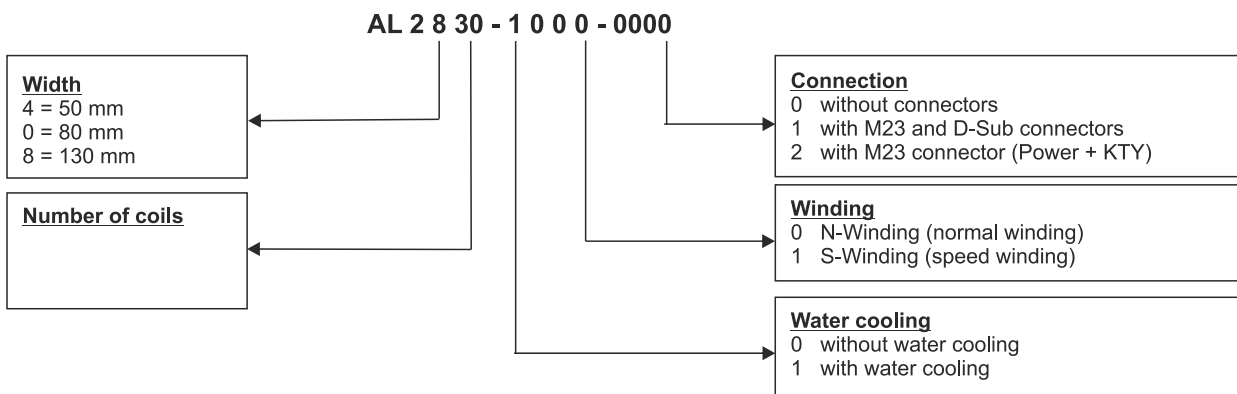 AL 2 8 30 - 1 0 0 0 - 0000
Width
4 = 50 mm
0 = 80 mm
8 = 130 mm
Number of coils
Connection
0 without connectors
1 with M23 and D-Sub connectors
2 with M23 connector (Power + KTY)
Winding
0 N-Winding (normal winding)
1 S-Winding (speed winding)
Water cooling
0 without water cooling
1 with water cooling